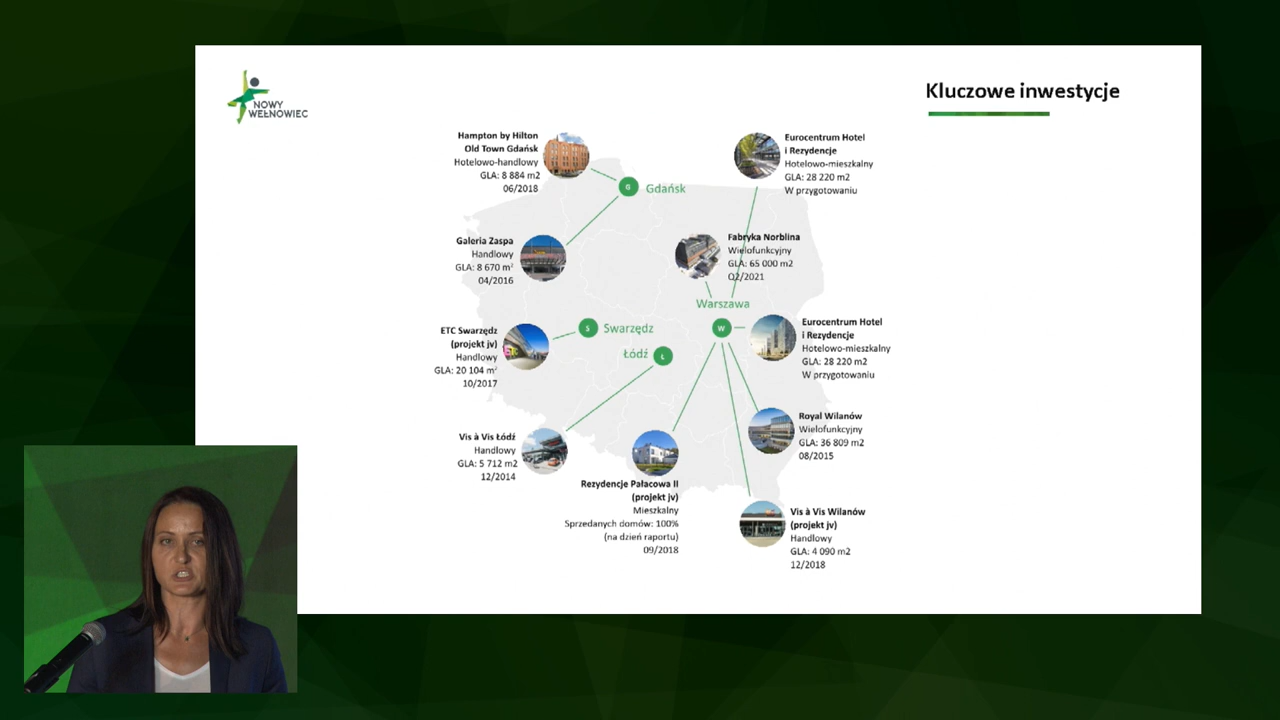 NOWY
WEŁNOWIEC
Kluczowe inwestycje
Hampton by Hilton
Old Town Gdańsk
Hotelowo-handlowy
GLA: 8 884 m2
06/2018
Eurocentrum Hotel
i Rezydencje
Hotelowo-mieszkalny
GLA: 28 220 m2
W przygotowaniu
G
Gdańsk
Galeria Zaspa
Handlowy
GLA: 8 670 m²
04/2016
Fabryka Norblina
Wielofunkcyjny
GLA: 65 000 m2
Q2/2021
Warszawa
W
ETC Swarzędz
(projekt jv)
Handlowy
GLA: 20 104 m²
10/2017
S
Swarzędz
Łódź
Ł
Eurocentrum Hotel
i Rezydencje
Hotelowo-mieszkalny
GLA: 28 220 m2
W przygotowaniu
Vis à Vis Łódź
Handlowy
GLA: 5 712 m2
12/2014
Royal Wilanów
Wielofunkcyjny
GLA: 36 809 m2
08/2015
Rezydencje Pałacowa II
(projekt jv)
Mieszkalny
Sprzedanych domów: 100%
(na dzień raportu)
09/2018
Vis à Vis Wilanów
(projekt jv)
Handlowy
GLA: 4 090 m2
12/2018